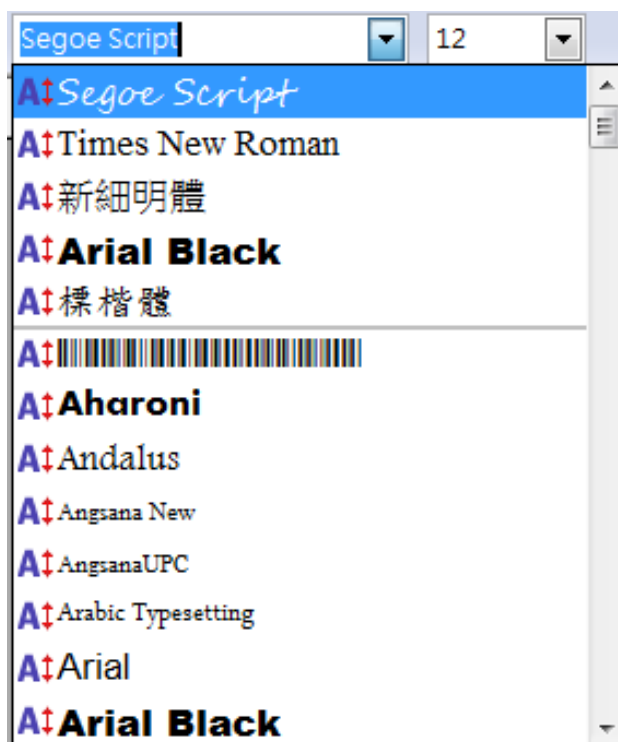 Segoe Script 12
Segoe Script
Times New Roman
新細明體
Arial Black
標楷體
Aharoni
Andalus
Angsana New
AngsanaUPC
Arabic Typesetting
Arial
Arial Black